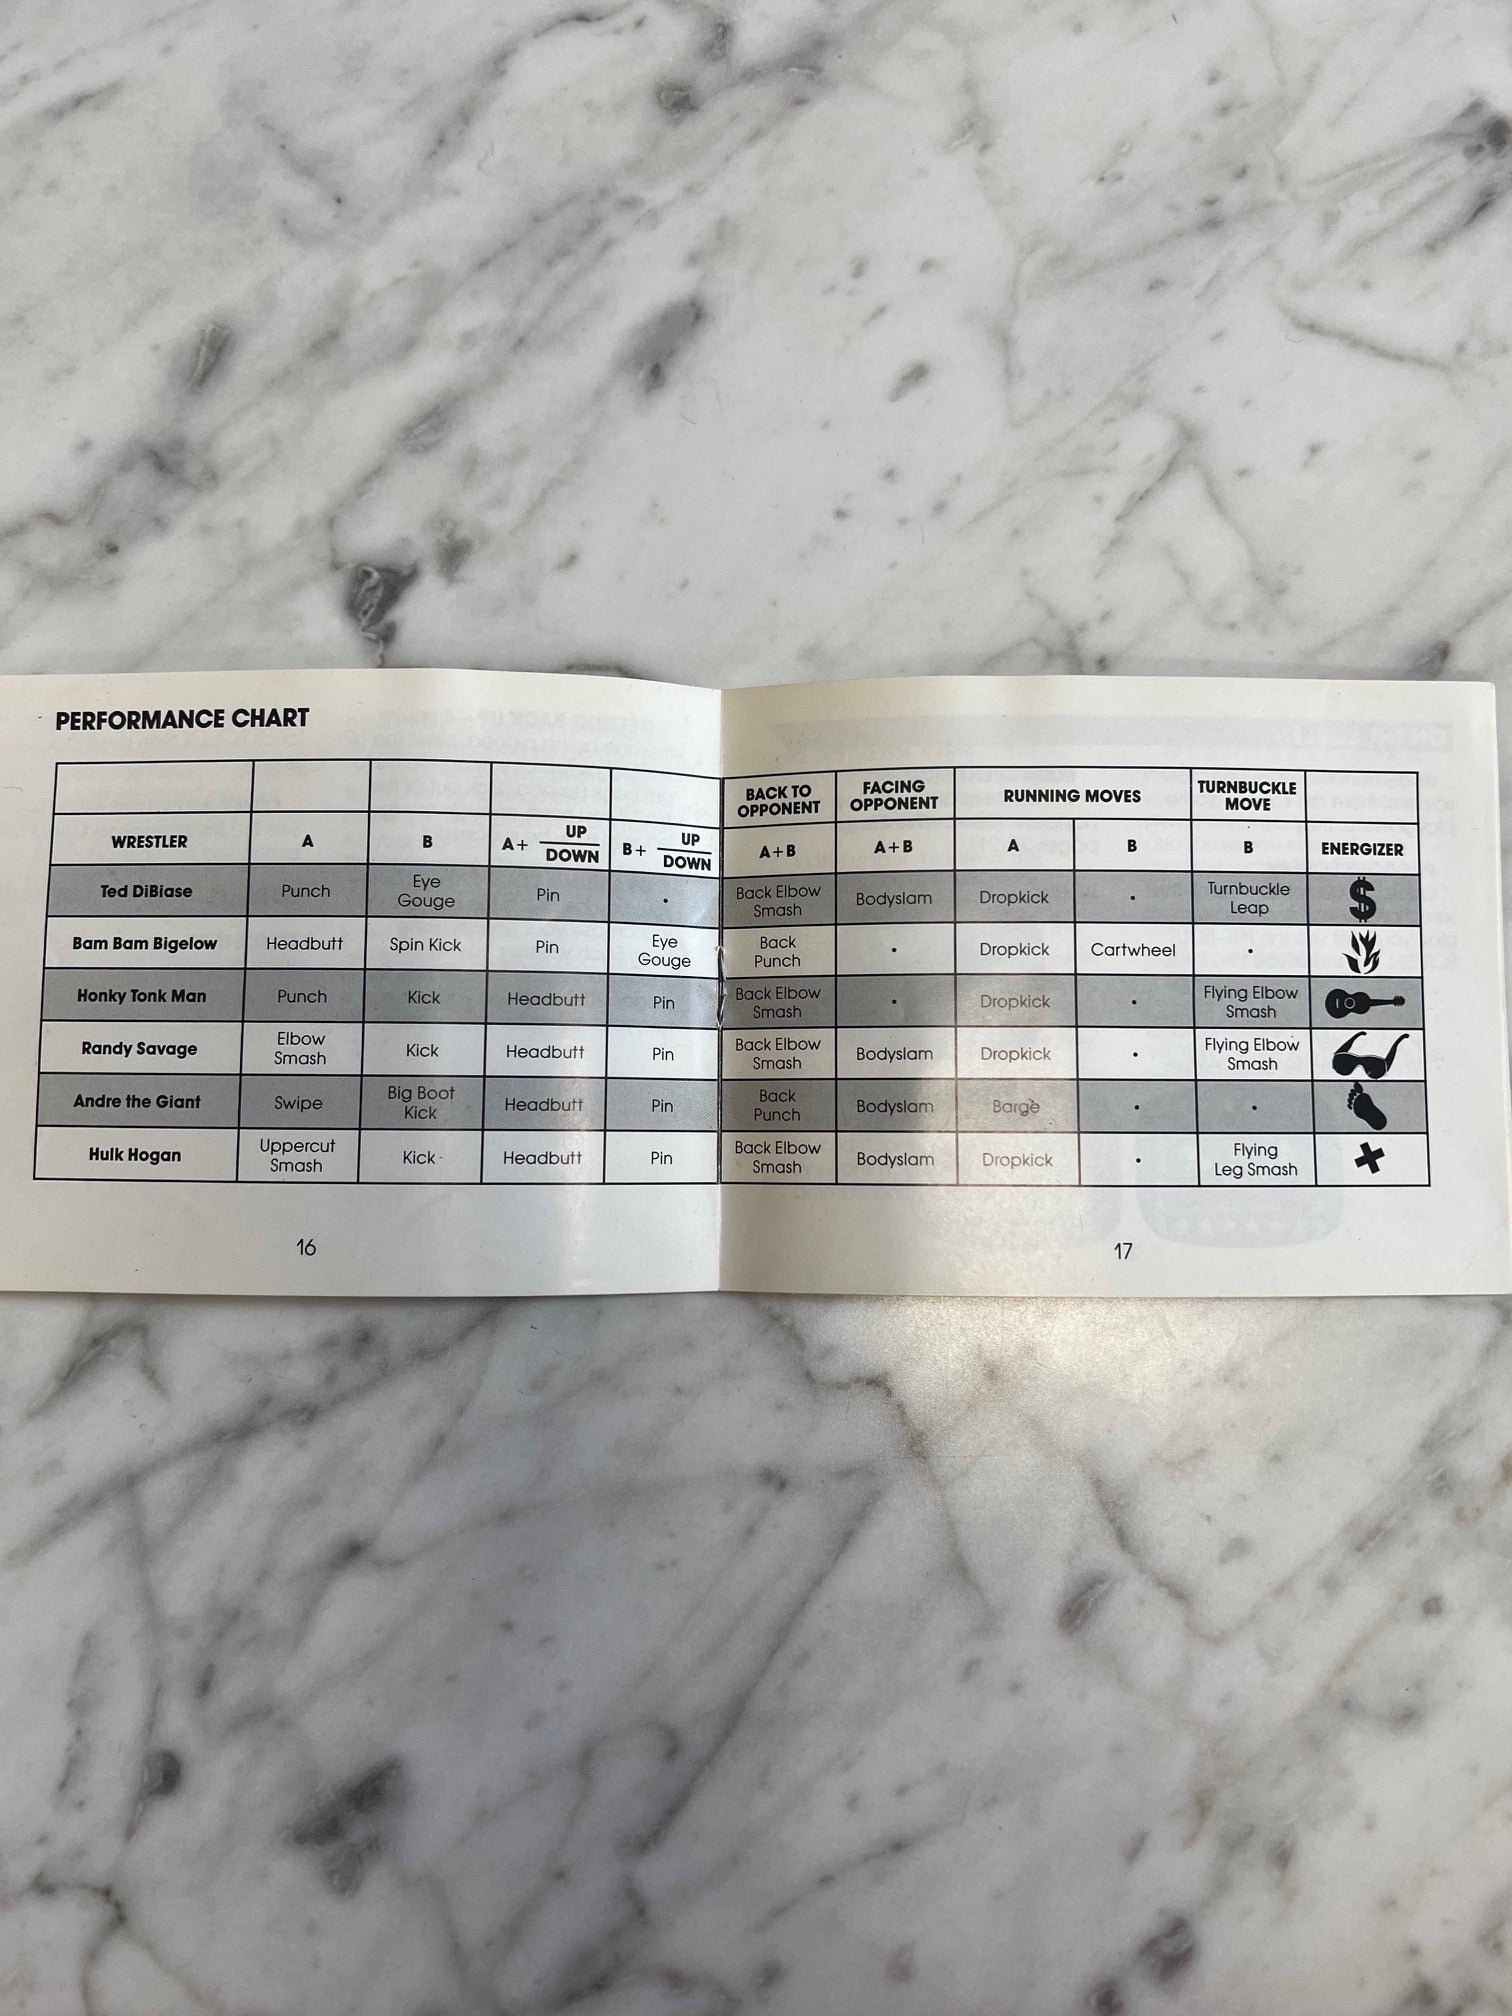 PERFORMANCE CHART
BACK TO OPPONENT FACING OPPONENT RUNNING MOVES TURNBUCKLE MOVE
WRESTLER A B A+ UP DOWN B+ UP DOWN A+B A+B A B B ENERGIZER
Ted DiBiase Punch Eye Gouge Pin • Back Elbow Smash Bodyslam Dropkick • Turnbuckle Leap $
Bam Bam Bigelow Headbutt Spin Kick Pin Eye Gouge Back Punch • Dropkick Cartwheel •
Honky Tonk Man Punch Kick Headbutt Pin Back Elbow Smash • Dropkick • Flying Elbow Smash
Randy Savage Elbow Smash Kick Headbutt Pin Back Elbow Smash Bodyslam Dropkick • Flying Elbow Smash
Andre the Giant Swipe Big Boot Kick Headbutt Pin Back Punch Bodyslam Barge • •
Hulk Hogan Uppercut Smash Kick Headbutt Pin Back Elbow Smash Bodyslam Dropkick • Flying Leg Smash
16
17